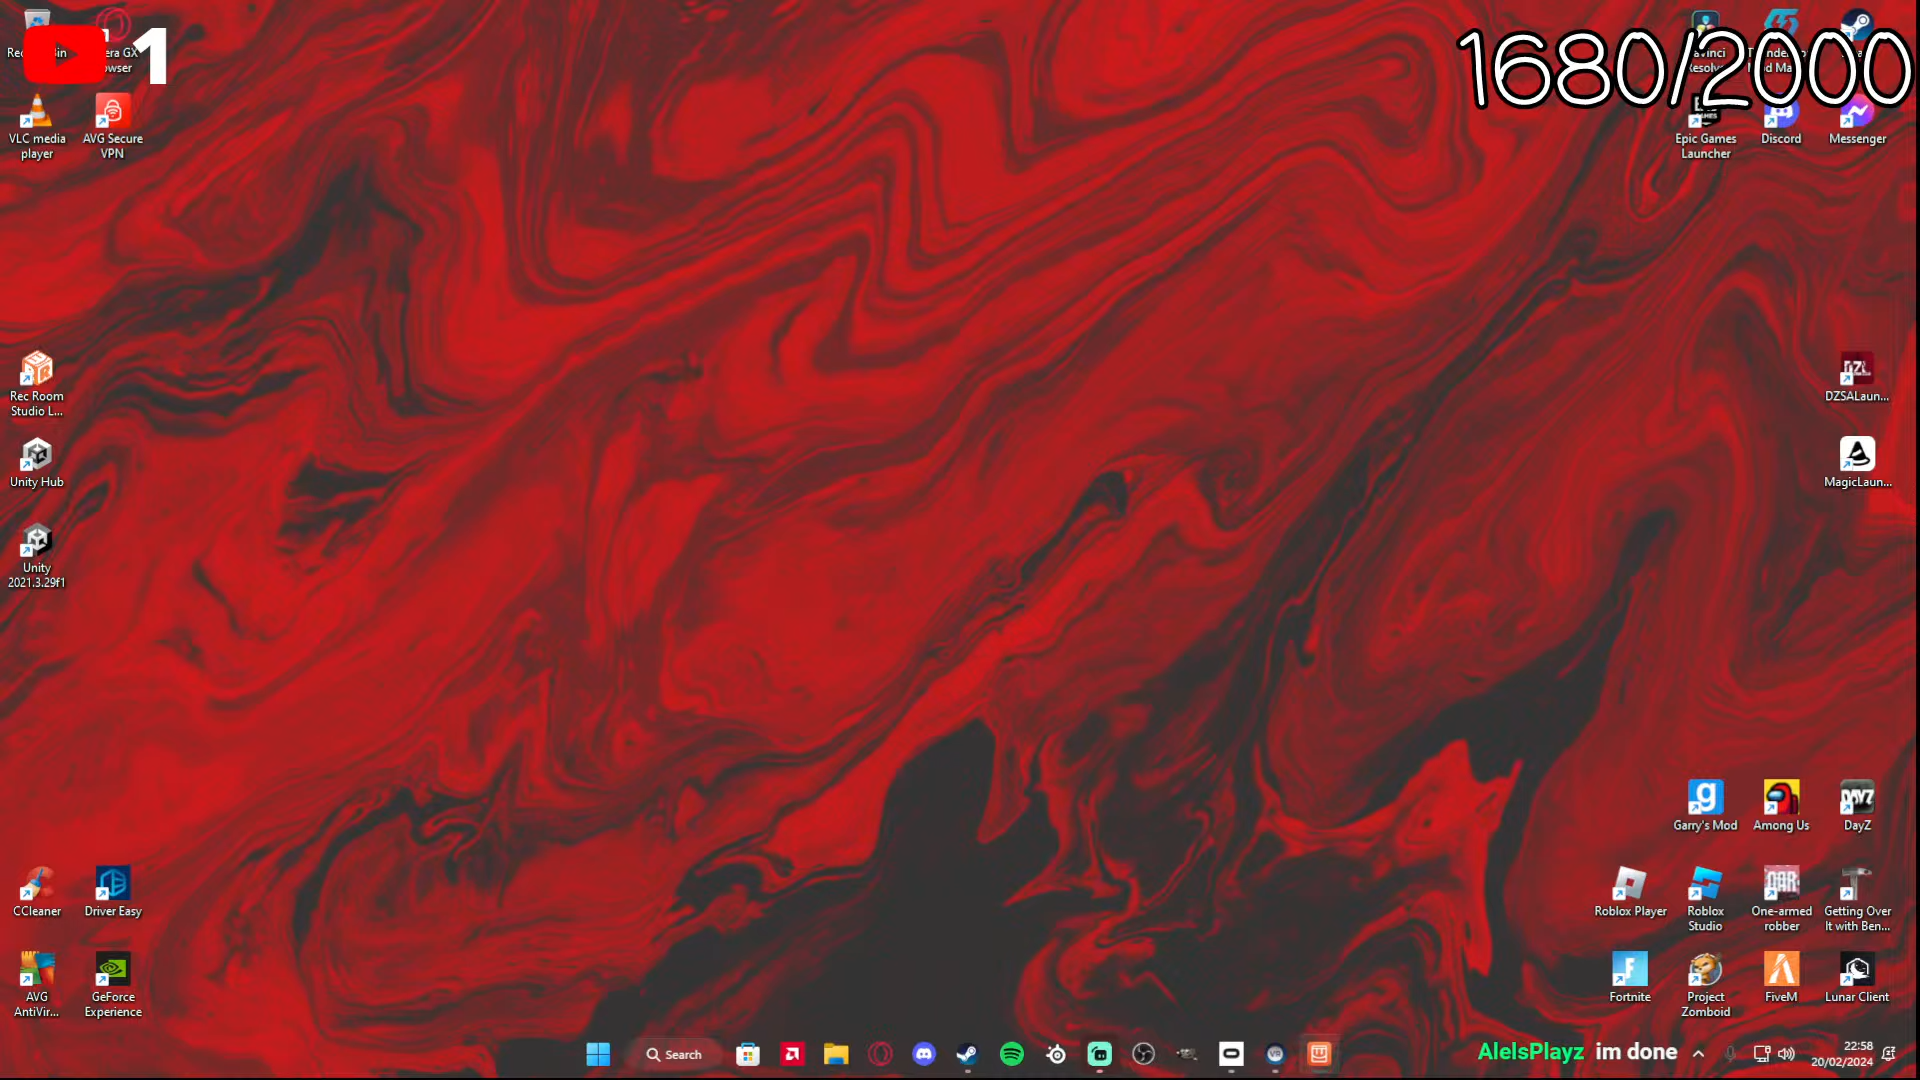 1
1680/2000
VLC media
player
AVG Secure
VPN
Epic Games
Launcher
Discord
Messenger
Rec Room
Studio L...
Unity Hub
Unity
2021.3.29f1
DZSALaun...
MagicLaun...
Garry's Mod
Among Us
DayZ
CCleaner
Driver Easy
Roblox Player
Roblox
Studio
One-armed
robber
Getting Over
It with Ben...
AVG
AntiVir...
GeForce
Experience
Fortnite
Project
Zomboid
FiveM
Lunar Client
Search
AlelsPlayz im done
22:58
20/02/2024